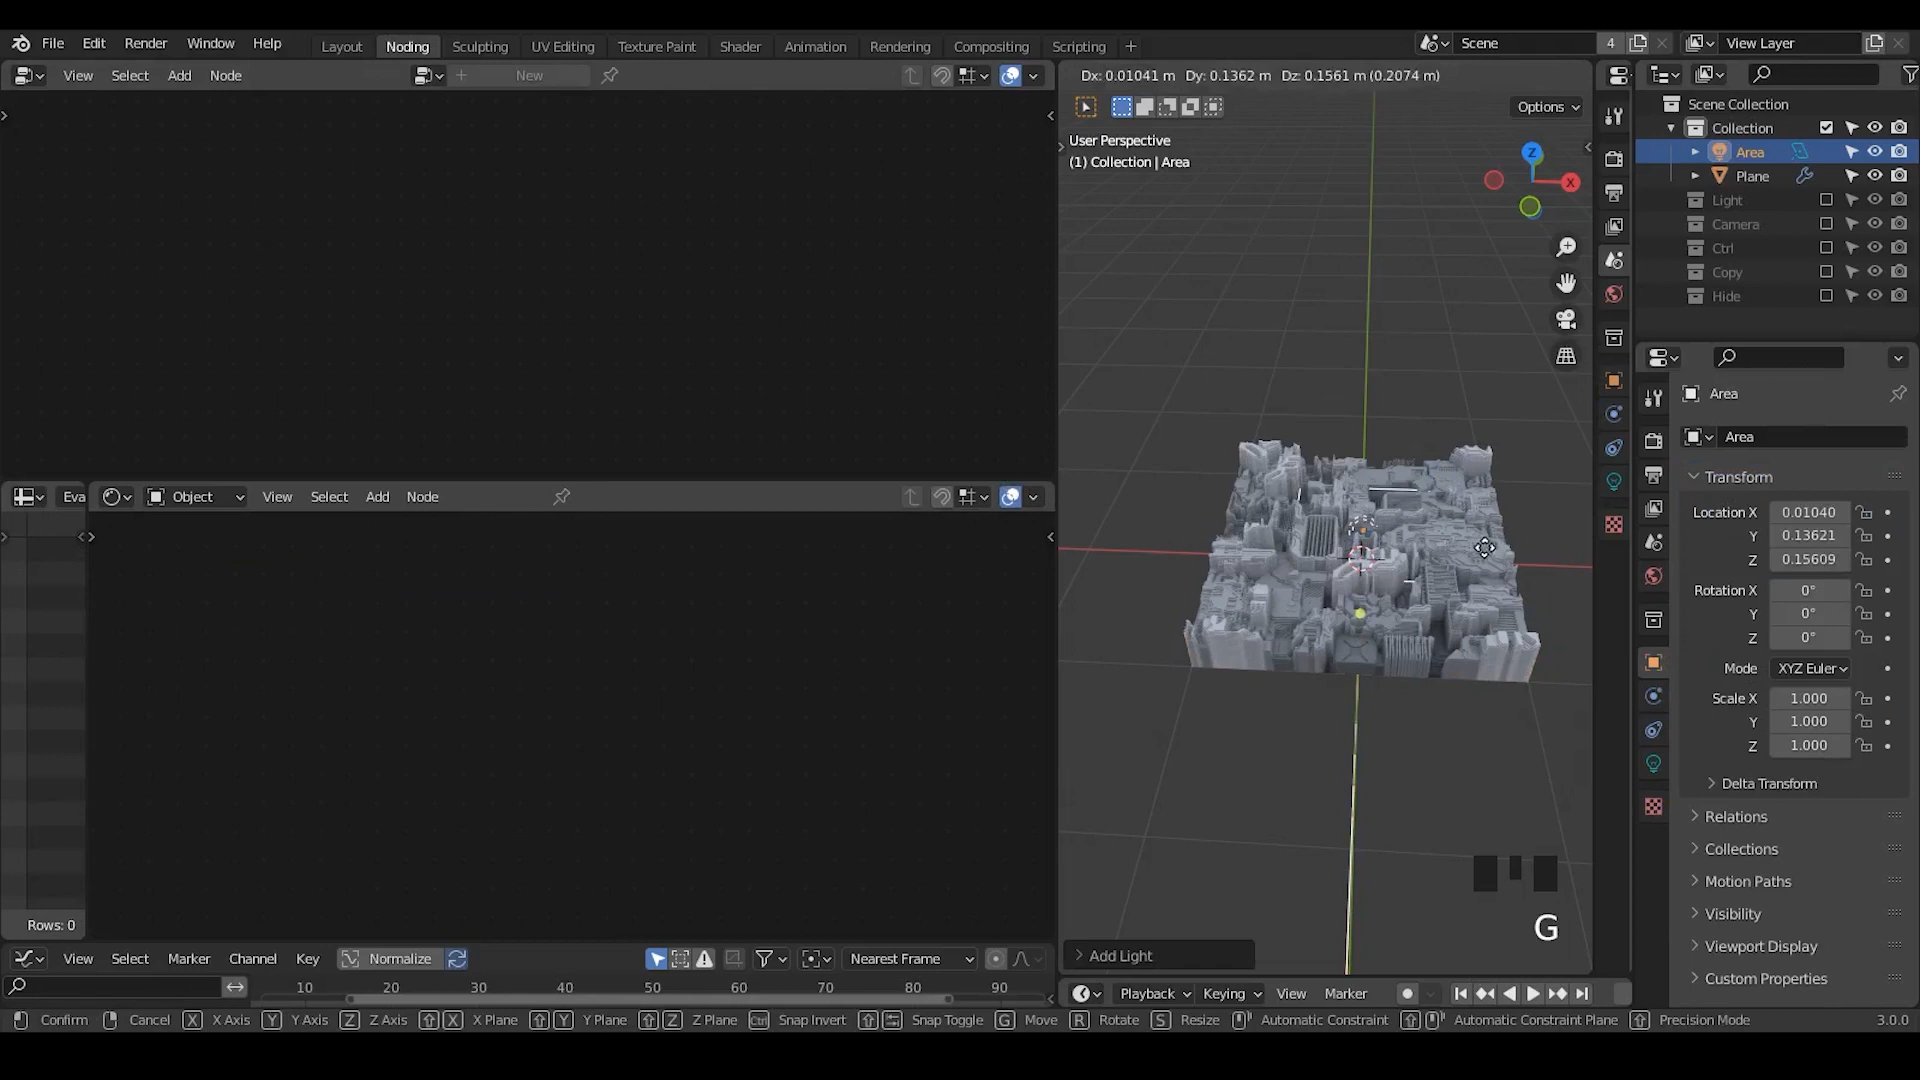 File Edit Render Window Help Layout Noding Sculpting UV Editing Texture Paint Shader Animation Rendering Compositing Scripting + Scene 4 View Layer
View Select Add Node + New
Dx: 0.01041 m Dy: 0.1362 m Dz: 0.1561 m (0.2074 m)
Options
User Perspective
(1) Collection | Area
Z
X
Scene Collection
Collection
Area
Plane
Light
Camera
Ctrl
Copy
Hide
Area
Area
Transform
Location X 0.01040
Y 0.13621
Z 0.15609
Rotation X 0°
Y 0°
Z 0°
Mode XYZ Euler
Scale X 1.000
Y 1.000
Z 1.000
Delta Transform
Relations
Collections
Motion Paths
Visibility
Viewport Display
Custom Properties
Eva Object View Select Add Node
Rows: 0
G
Add Light
View Select Marker Channel Key Normalize Nearest Frame
10 20 30 40 50 60 70 80 90
Playback Keying View Marker
Confirm Cancel X X Axis Y Y Axis Z Z Axis X X Plane Y Y Plane Z Z Plane Ctrl Snap Invert Snap Toggle G Move R Rotate S Resize Automatic Constraint Automatic Constraint Plane Precision Mode 3.0.0